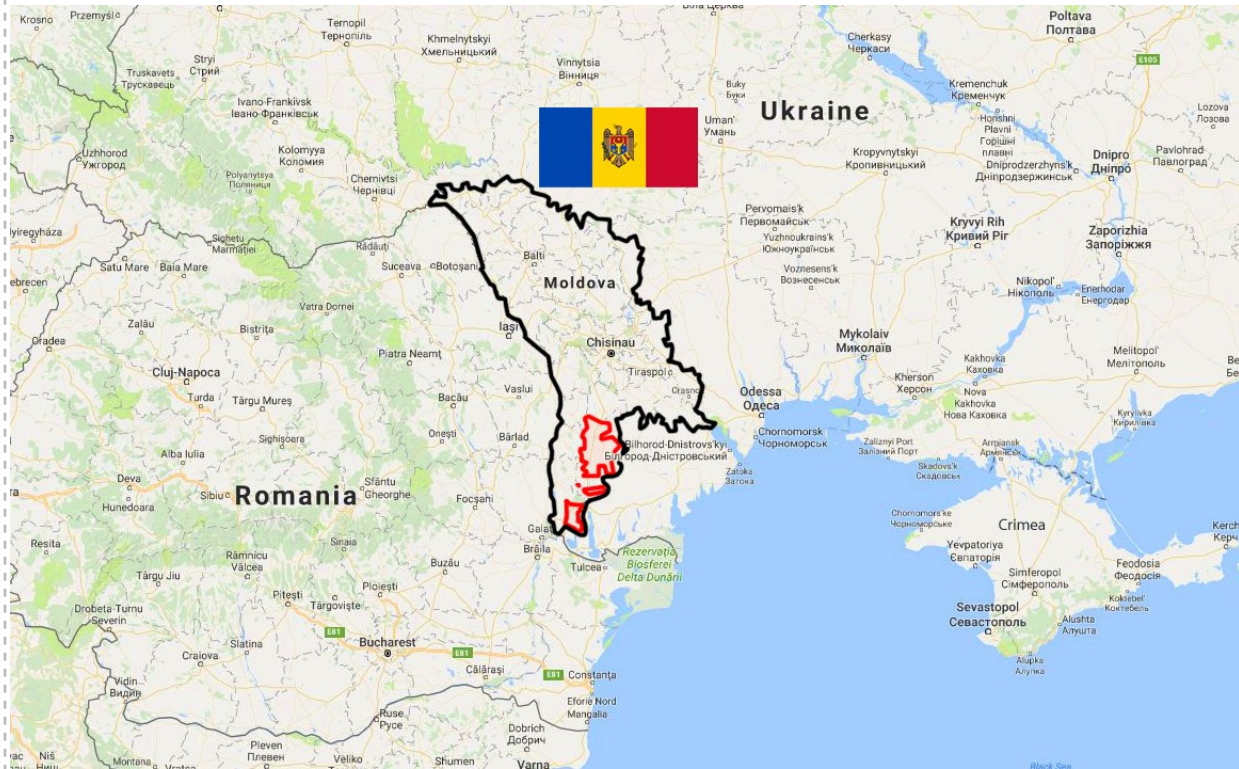 Krosno
Przemyśl
Ternopil
Тернопіль
Khmelnytskyi
Хмельницький
Poltava
Полтава
Cherkasy
Черкаси
E105
Stryi
Стрий
Truskavets
Трускавець
Vinnytsia
Вінниця
Buky
Буки
Kremenchuk
Кременчук
Lozova
Лозова
Ivano-Frankivsk
Івано-Франківськ
Ukraine
Uman'
Умань
Horishni
Plavni
Горішні
плавні
Uzhhorod
Ужгород
Kolomyya
Коломия
Kropyvnytskyi
Кропивницький
Dnipro
Дніпро
Pavlohrad
Павлоград
Dniprodzerzhyns'k
Дніпродзержинськ
Polyanytsya
Поляниця
Chernivtsi
Чернівці
Pervomais'k
Первомайськ
Kryvyi Rih
Кривий Ріг
Zaporizhia
Запоріжжя
Yuzhnoukrains'k
Южноукраїнськ
Sighetu
Marmației
Rădăuți
Satu Mare
Baia Mare
Suceava
Botoșani
Balti
Moldova
Voznesens'k
Вознесенськ
Nikopol'
Нікополь
Enerhodar
Енергодар
Vatra Dornei
Zalău
Bistrița
Iași
Chisinau
Mykolaiv
Миколаїв
Oradea
Piatra Neamț
Cluj-Napoca
Tiraspol
Kakhovka
Каховка
Melitopol'
Мелітополь
Turda
Târgu Mureș
Bacău
Vaslui
Odessa
Одеса
Kherson
Херсон
Nova
Kakhovka
Нова Каховка
Kyrylivka
Кирилівка
Sighișoara
Onești
Bârlad
Bilhorod-Dnistrovs'kyi
Білгород-Дністровський
Chornomorsk
Чорноморськ
Zaliznyi Port
Залізний Порт
Armiansk
Армянськ
Alba Iulia
Zatoka
Затока
Skadovs'k
Скадовськ
Deva
Hunedoara
Sibiu
Romania
Sfântu
Gheorghe
Focșani
Chornomors'ke
Чорноморське
Crimea
Resita
Sinaia
Galați
Brăila
Rezervația
Biosferei
Delta Dunării
Yevpatoriya
Євпаторія
Feodosia
Феодосія
Râmnicu
Vâlcea
Buzău
Tulcea
Simferopol
Сімферополь
Târgu Jiu
Ploiești
Pitești
Târgoviște
Koktebel'
Коктебель
Drobeta-Turnu
Severin
E81
Sevastopol
Севастополь
Alushta
Алушта
Slatina
Bucharest
E81
Craiova
Călărași
E81
Constanța
Alupka
Алупка
Vidin
Видин
Eforie Nord
Mangalia
Ruse
Русе
Dobrich
Добрич
Niš
Pleven
Плевен
Montana
Veliko
Shumen
Varna
Black Sea